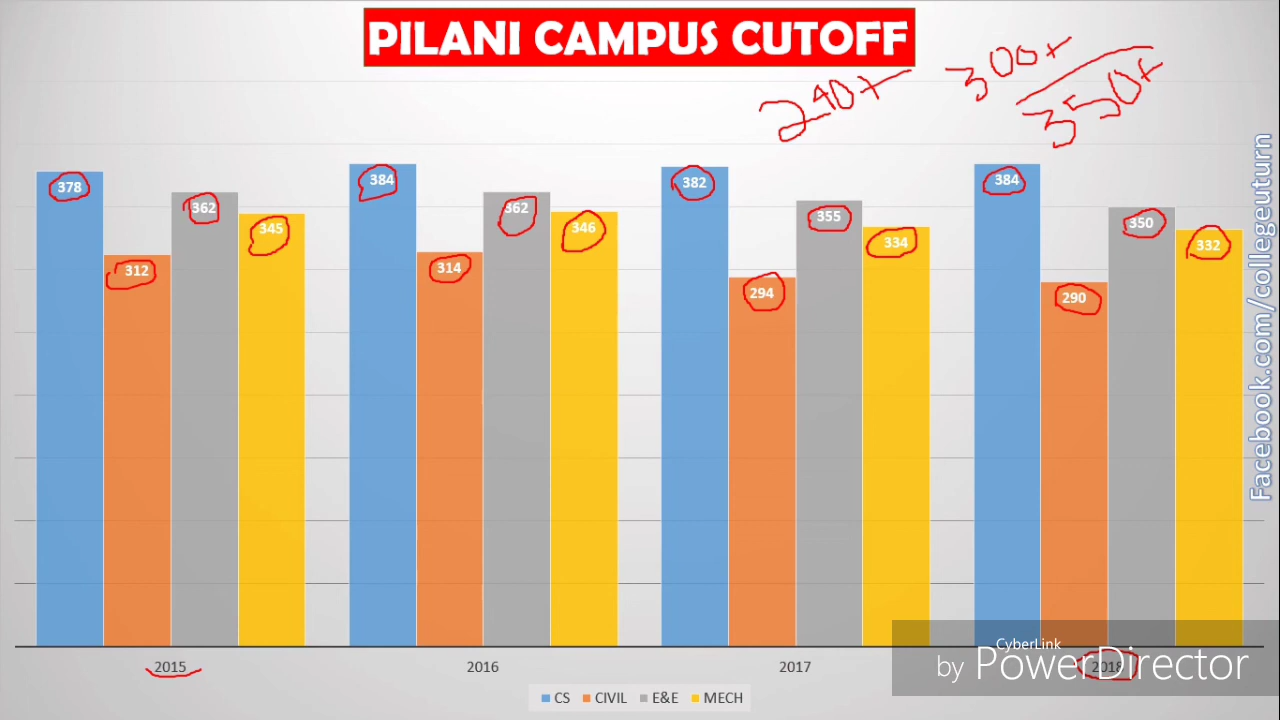 PILANI CAMPUS CUTOFF
240+ 300+
350+
378 312 362 345
384 314 362 346
382 294 355 334
384 290 350 332
2015 2016 2017 2018
CS CIVIL E&E MECH
Facebook.com/collegeuturn
CyberLink
by PowerDirector